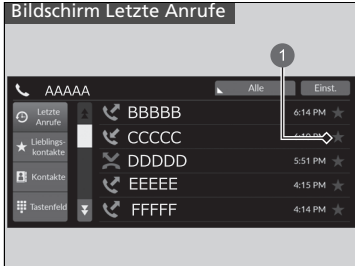 Bildschirm Letzte Anrufe
1
AAAAA
Alle
Einst.
Letzte
Anrufe
Lieblings-
kontakte
Kontakte
Tastenfeld
BBBBB 6:14 PM
CCCCC
DDDDD 5:51 PM
EEEEE 4:15 PM
FFFFF 4:14 PM